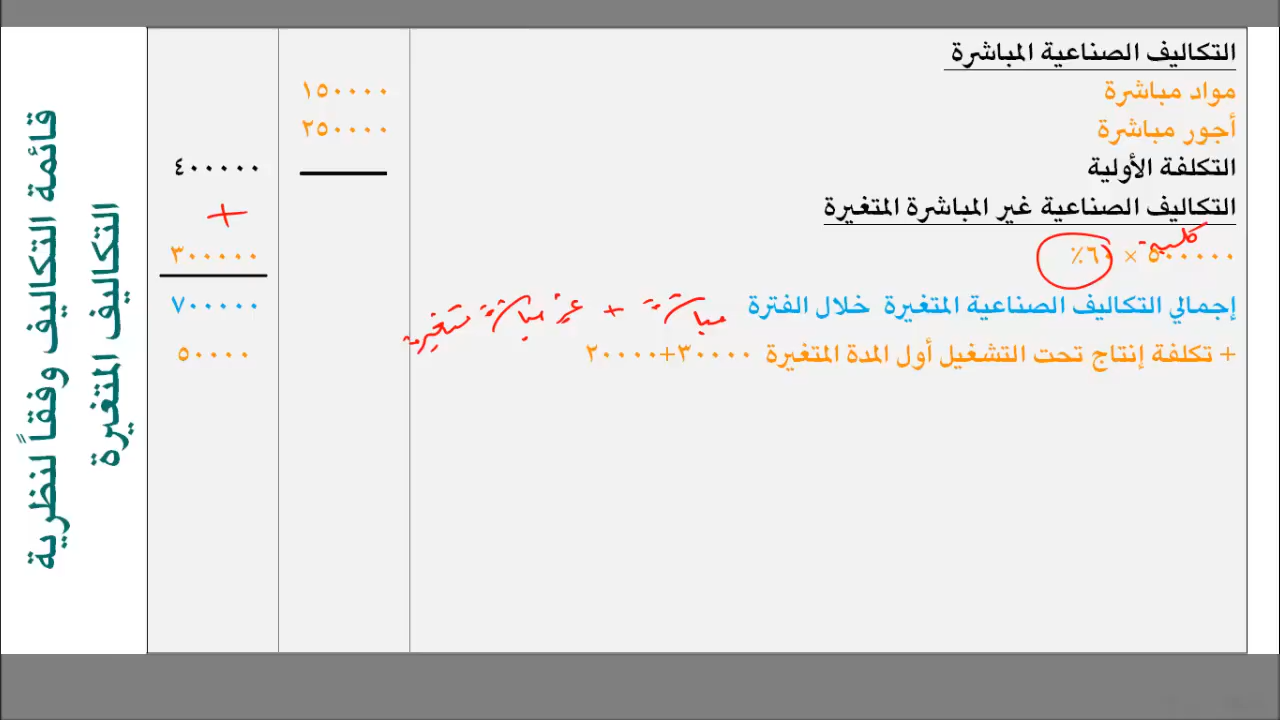 التكاليف الصناعية المباشرة
مواد مباشرة ١٥٠٠٠٠
أجور مباشرة ٢٥٠٠٠٠
التكلفة الأولية ٤٠٠٠٠٠
+
التكاليف الصناعية غير المباشرة المتغيرة
كلية
٥٠٠٠٠٠ × ٦٠٪ ٣٠٠٠٠٠
إجمالي التكاليف الصناعية المتغيرة خلال الفترة ٧٠٠٠٠٠
مباشرة + غير مباشرة متغيرة
+ تكلفة إنتاج تحت التشغيل أول المدة المتغيرة ٣٠٠٠٠+٢٠٠٠٠ ٥٠٠٠٠
قائمة التكاليف وفقاً لنظرية
التكاليف المتغيرة